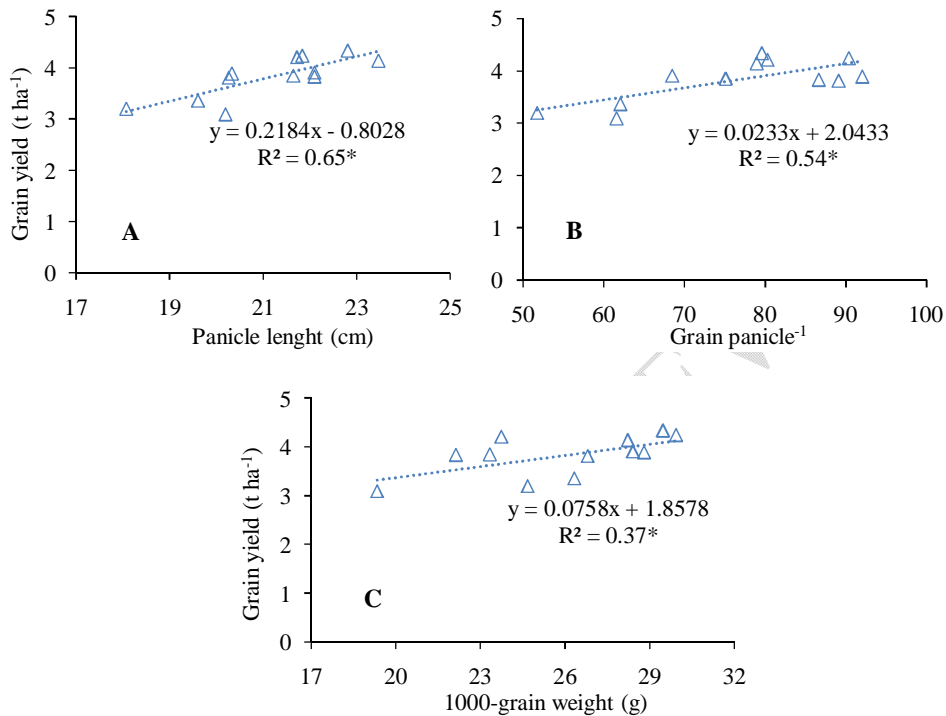 5
4
3
2
1
0
Grain yield (t ha⁻¹)
y = 0.2184x - 0.8028
R² = 0.65*
A
17 19 21 23 25
Panicle lenght (cm)
5
4
3
2
1
0
y = 0.0233x + 2.0433
R² = 0.54*
B
50 60 70 80 90 100
Grain panicle⁻¹
5
4
3
2
1
0
Grain yield (t ha⁻¹)
y = 0.0758x + 1.8578
R² = 0.37*
C
17 20 23 26 29 32
1000-grain weight (g)